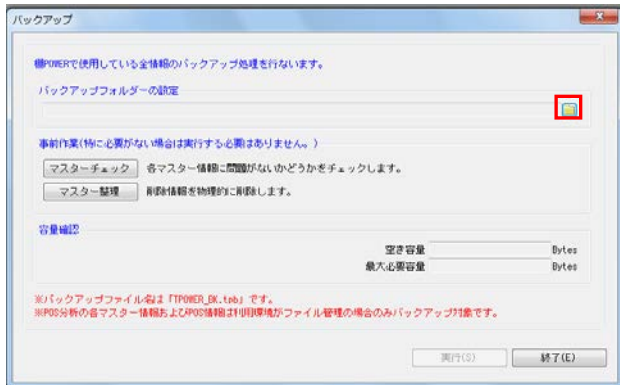 バックアップ
棚POWERで使用している全情報のバックアップ処理を行ないます。
バックアップフォルダーの設定
事前作業(特に必要がない場合は実行する必要はありません。)
マスターチェック 各マスター情報に問題がないかどうかをチェックします。
マスター整理 削除情報を物理的に削除します。
容量確認
空き容量 Bytes
最大必要容量 Bytes
※バックアップファイル名は「TPOWER_BK.tpb」です。
※POS分析の各マスター情報およびPOS情報は利用環境がファイル管理の場合のみバックアップ対象です。
実行(S) 終了(E)